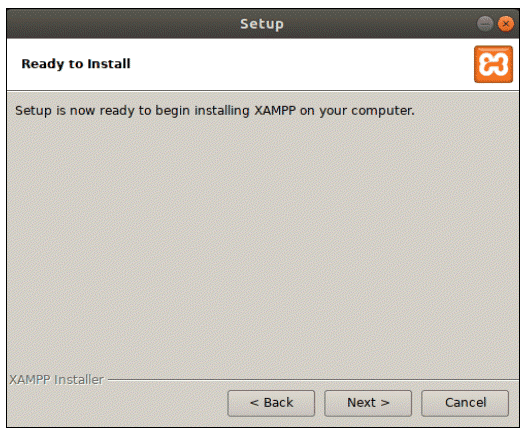 Setup
Ready to Install
Setup is now ready to begin installing XAMPP on your computer.
XAMPP Installer
< Back
Next >
Cancel